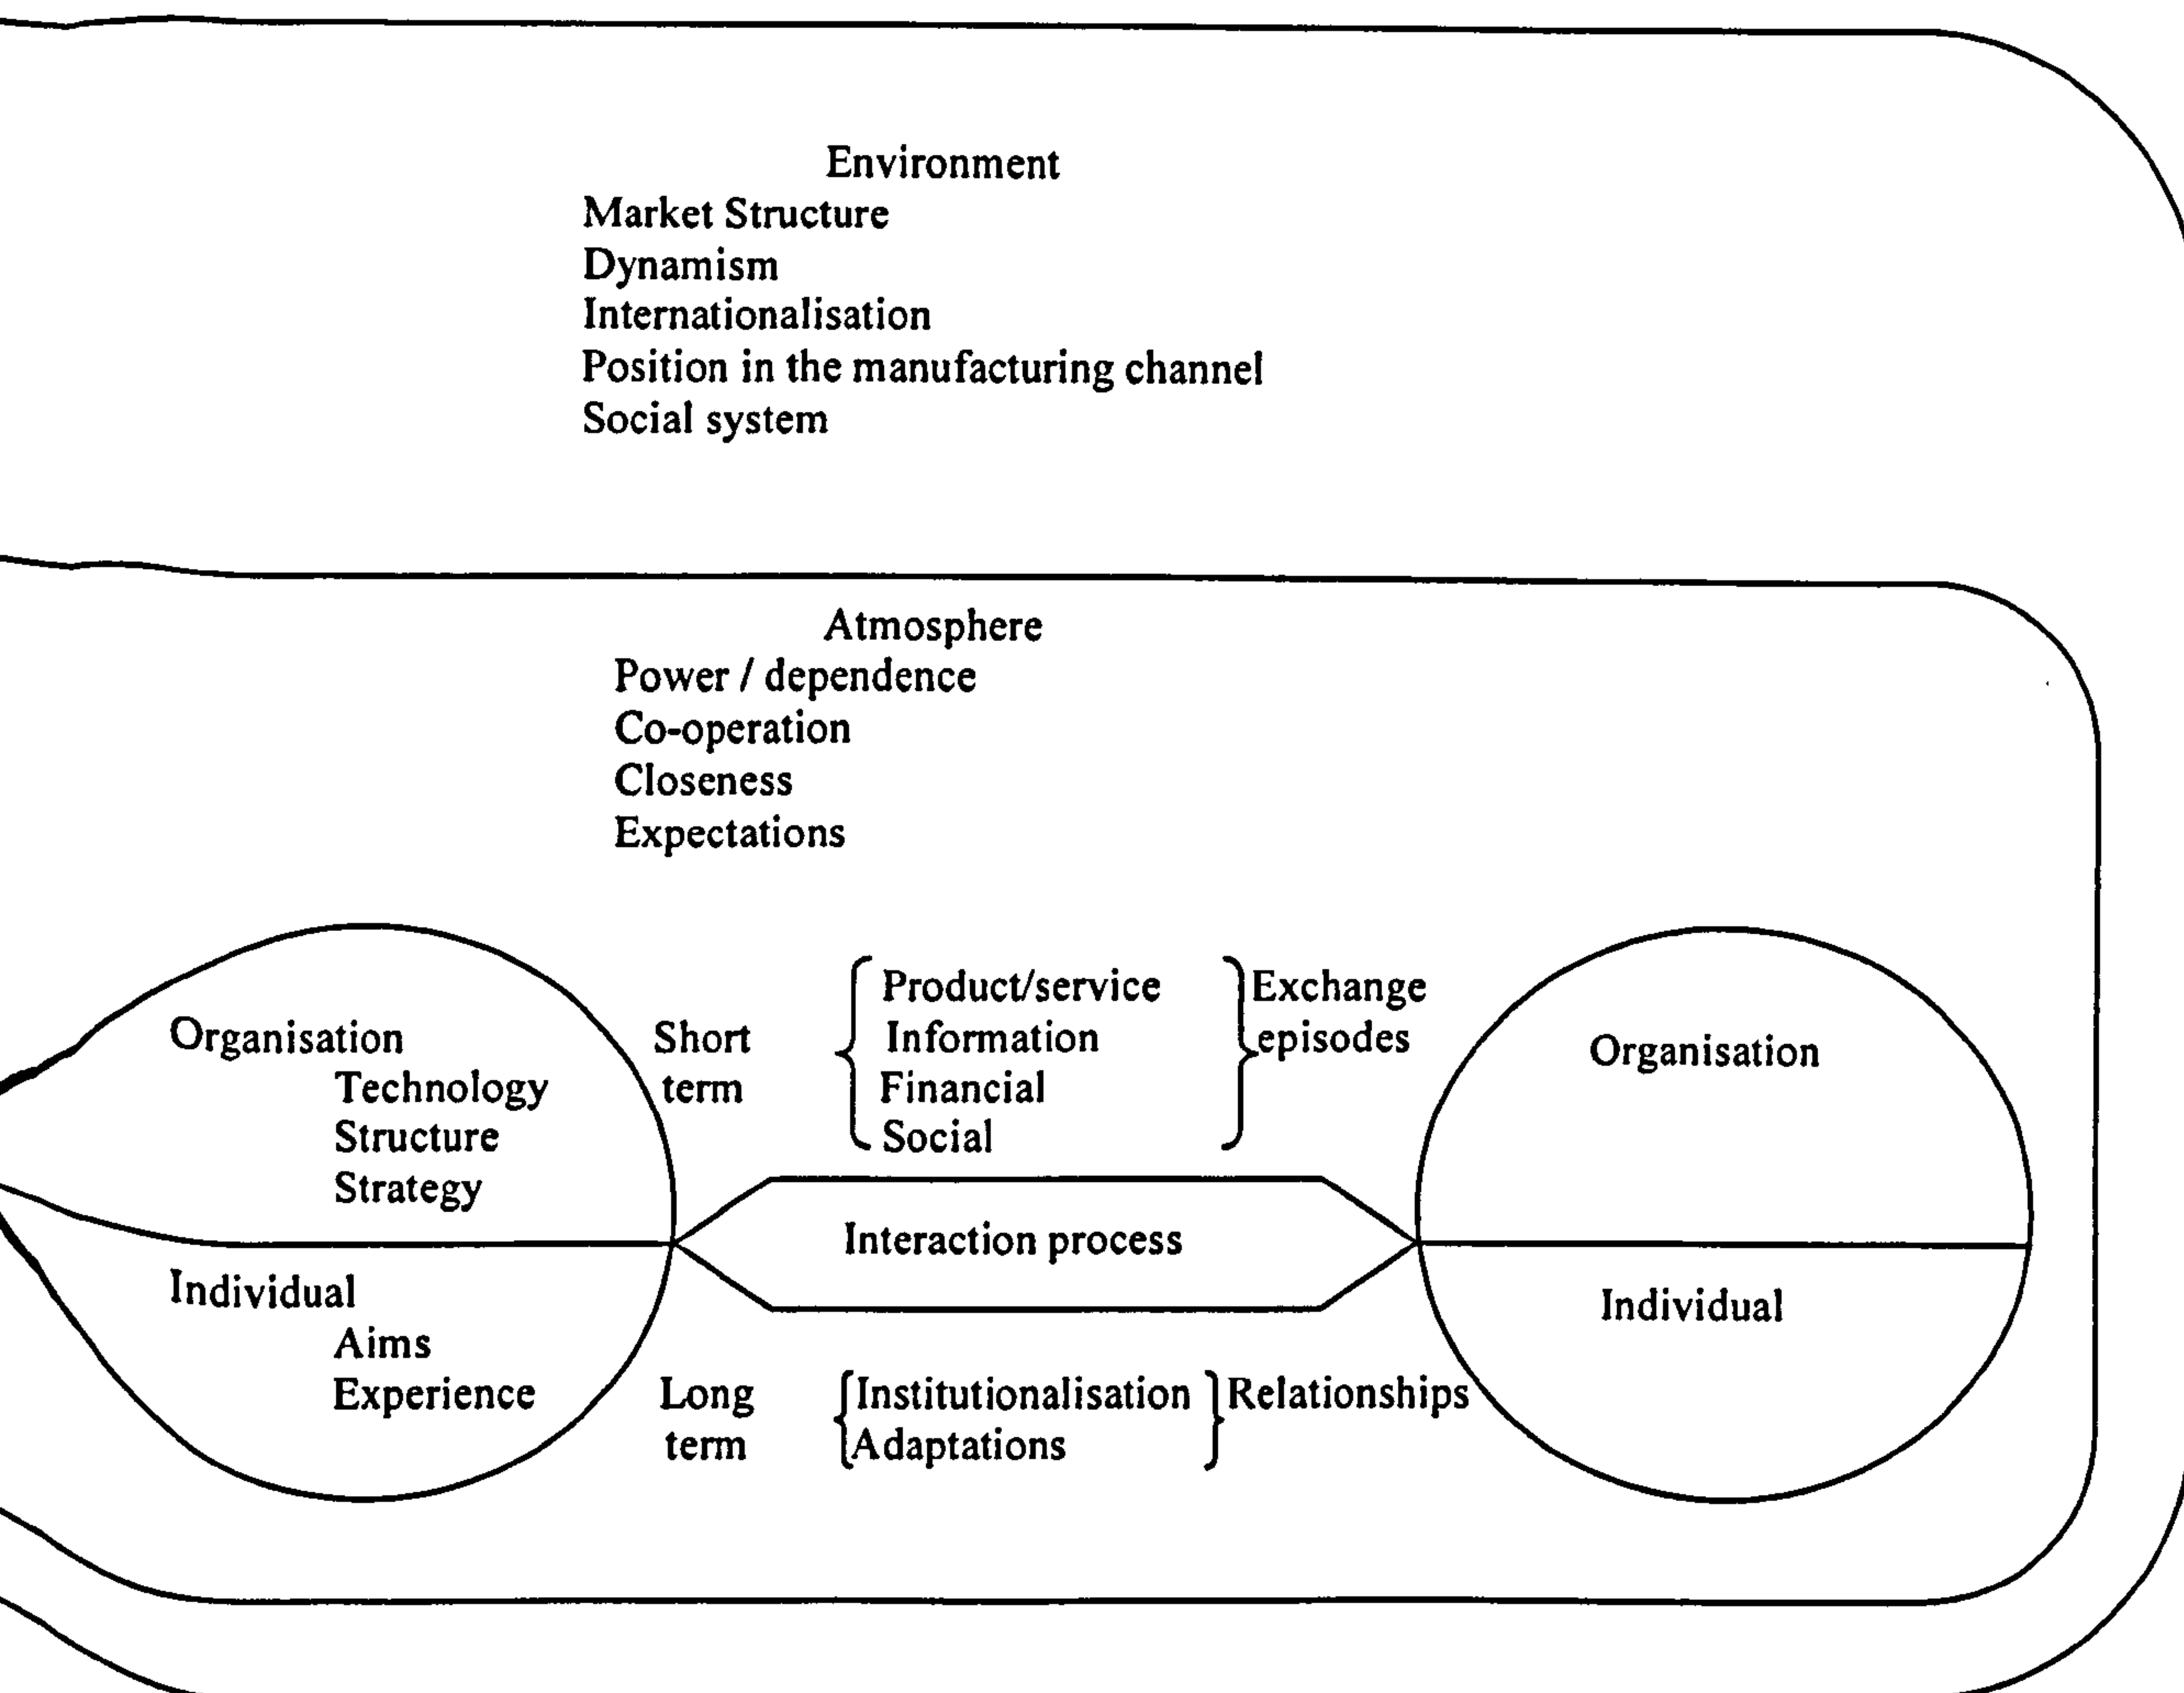 Environment
Market Structure
Dynamism
Internationalisation
Position in the manufacturing channel
Social system
Atmosphere
Power / dependence
Co-operation
Closeness
Expectations
Organisation
Technology
Structure
Strategy
Individual
Aims
Experience
Short
term
Product/service
Information
Financial
Social
Exchange
episodes
Interaction process
Long
term
Institutionalisation
Adaptations
Relationships
Organisation
Individual